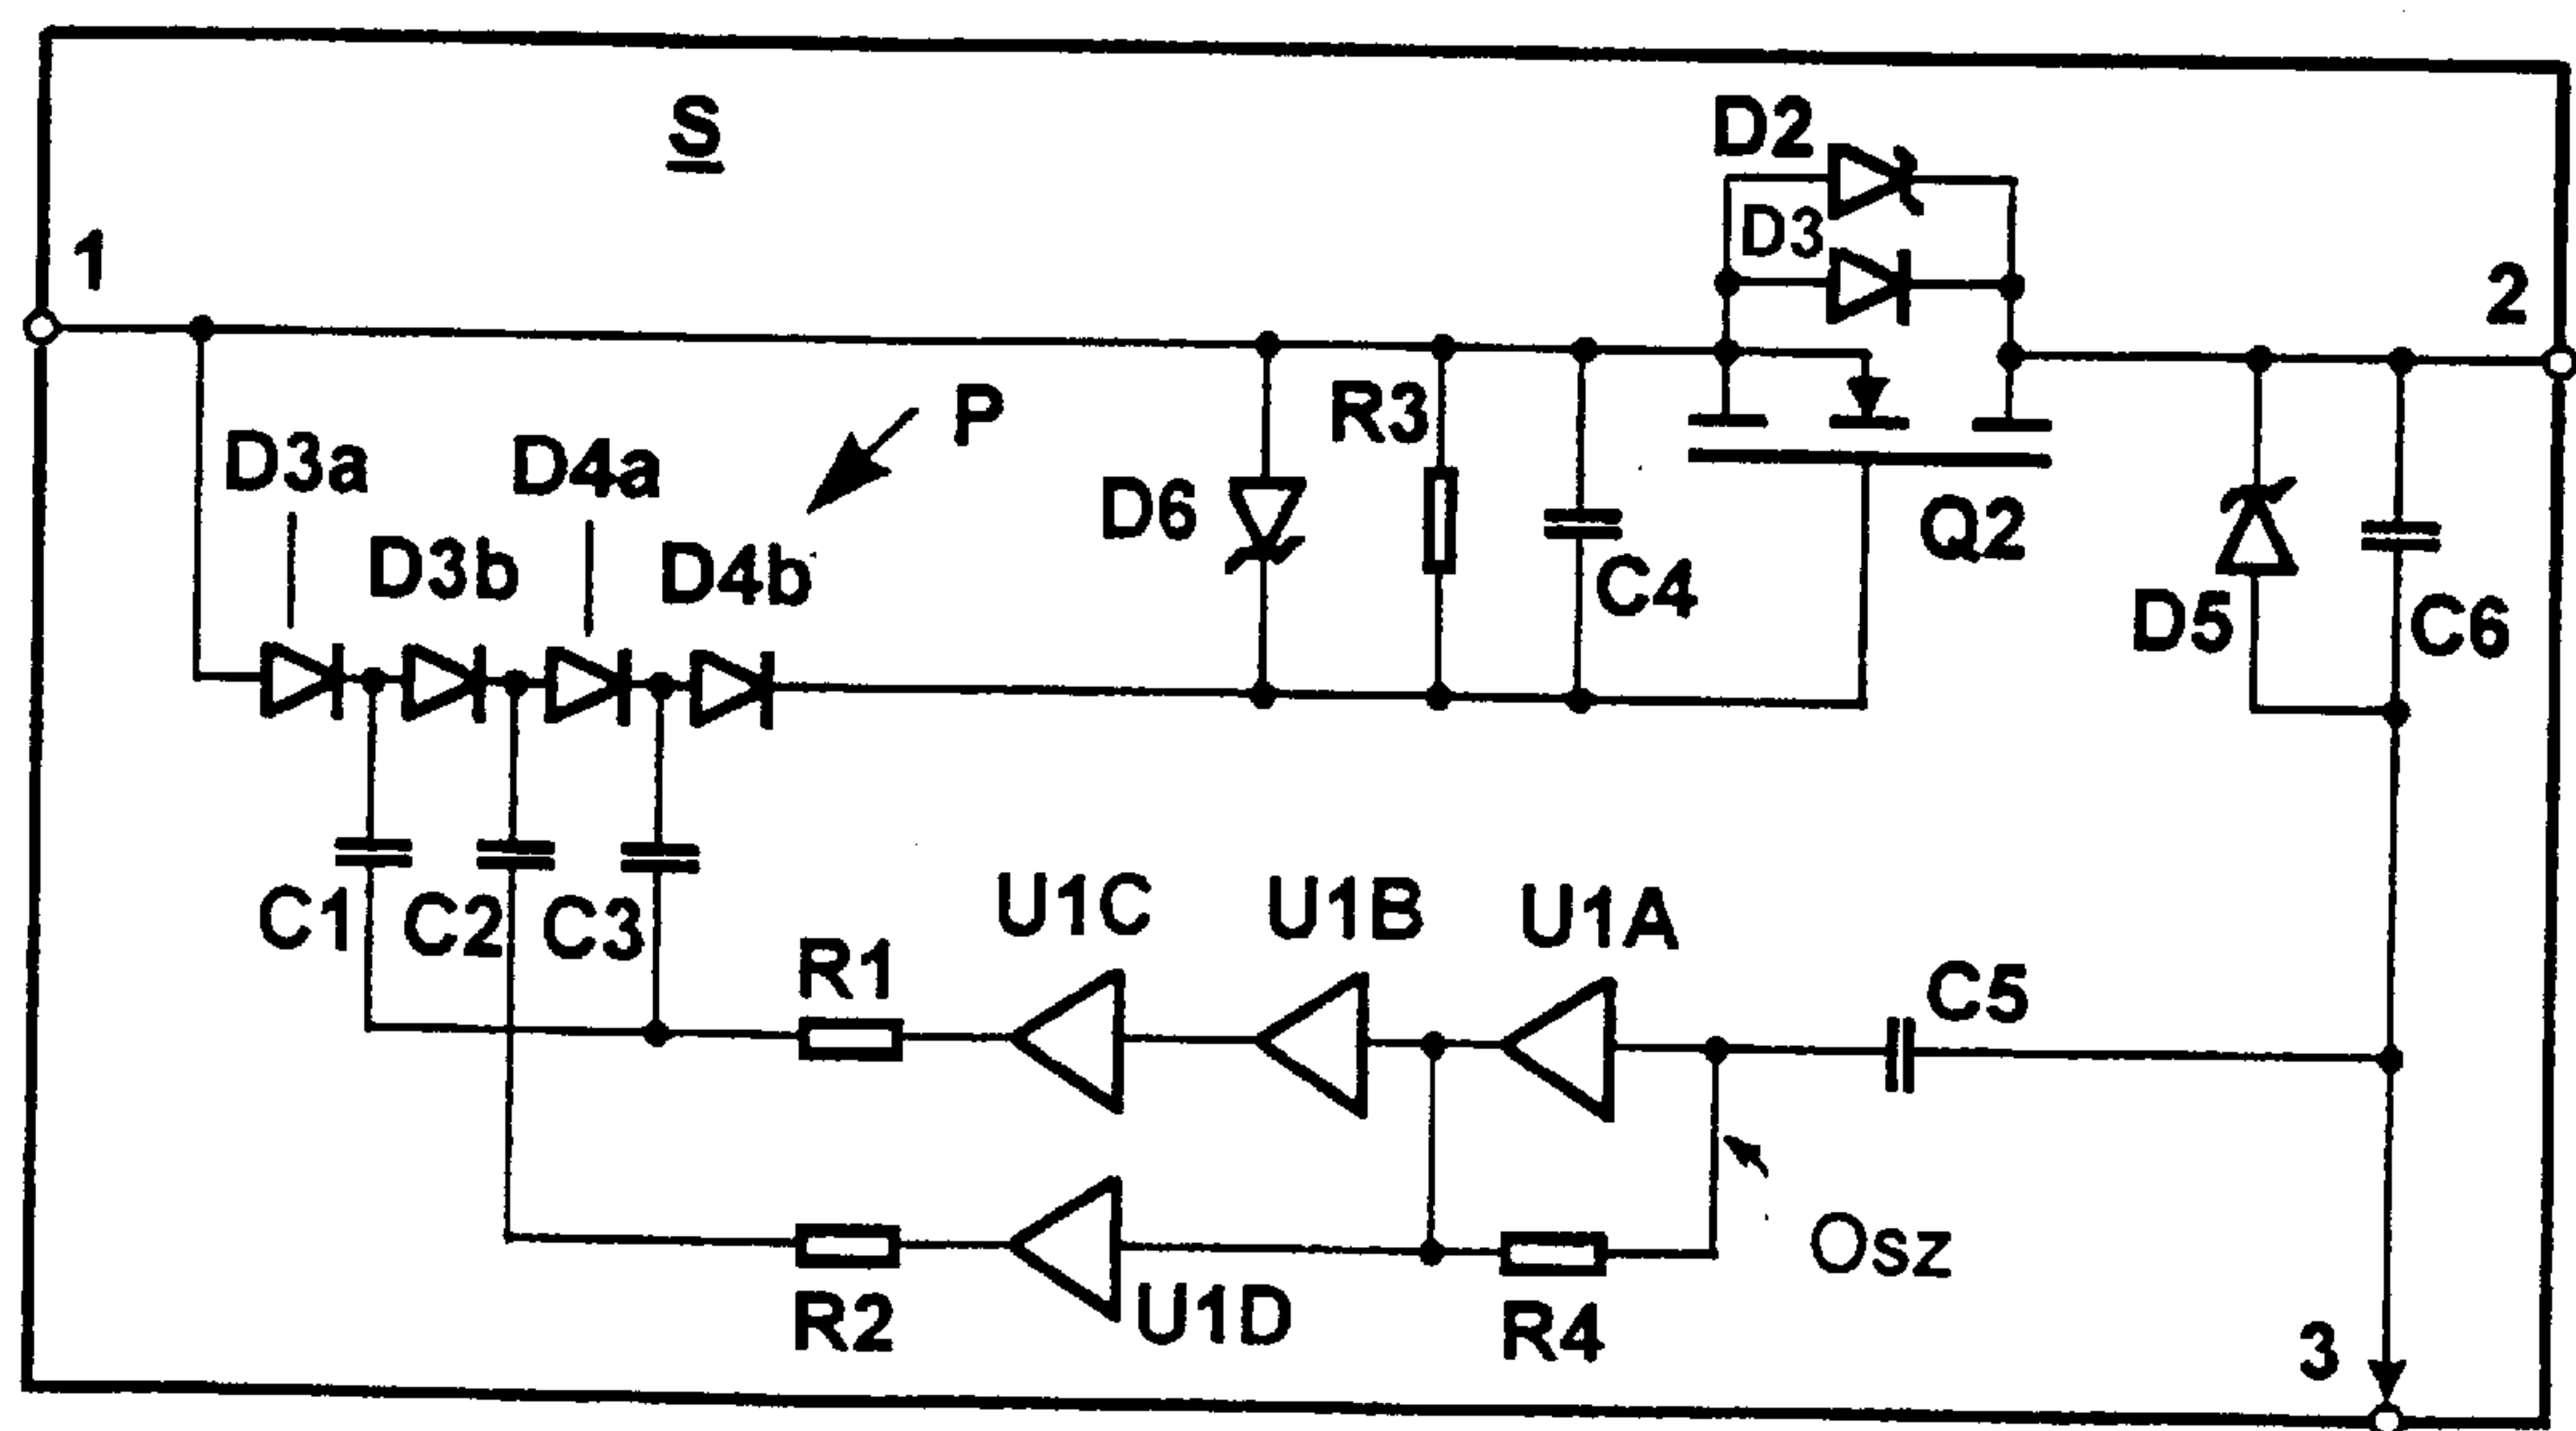 S
D2
D3
1
2
P
R3
D3a
D4a
D6
Q2
D3b
D4b
C4
D5
C6
C1
C2
C3
U1C
U1B
U1A
R1
C5
Osz
R2
U1D
R4
3